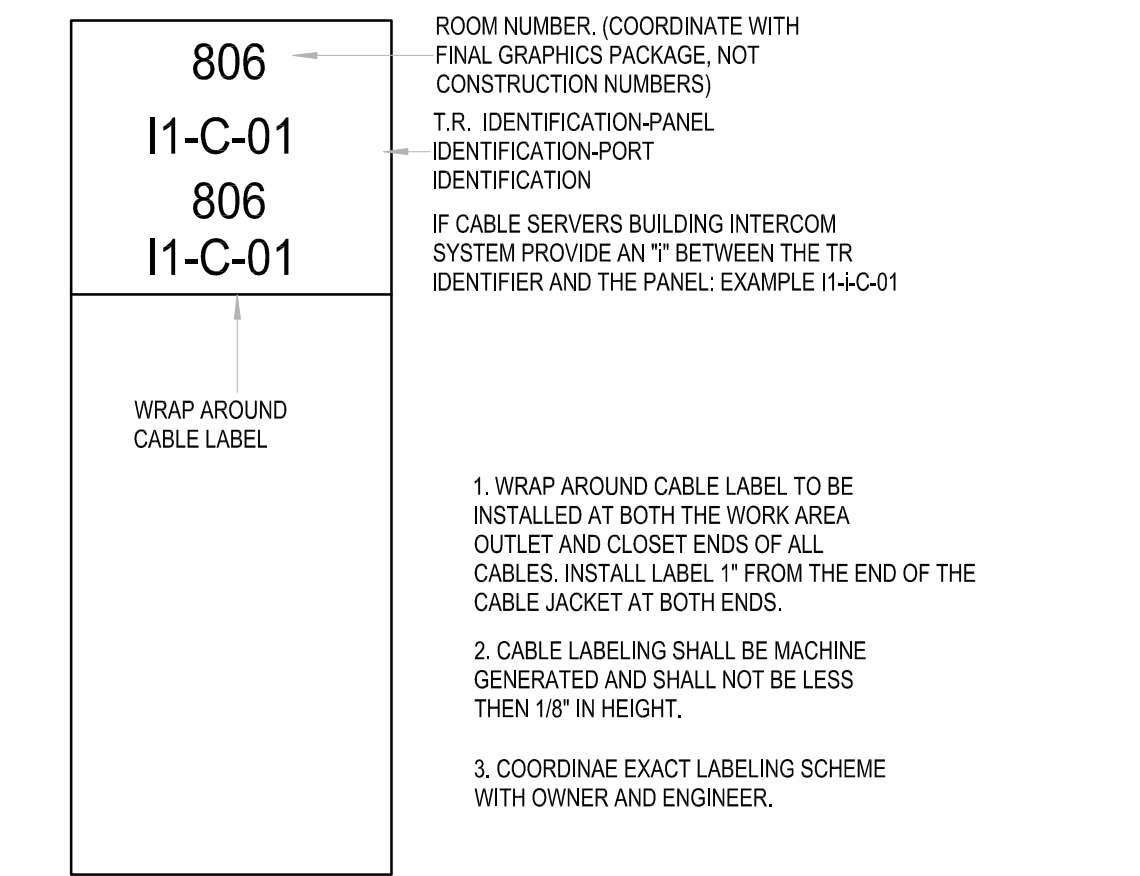 806
I1-C-01
806
I1-C-01
ROOM NUMBER. (COORDINATE WITH
FINAL GRAPHICS PACKAGE, NOT
CONSTRUCTION NUMBERS)
T.R. IDENTIFICATION-PANEL
IDENTIFICATION-PORT
IDENTIFICATION
IF CABLE SERVERS BUILDING INTERCOM
SYSTEM PROVIDE AN "i" BETWEEN THE TR
IDENTIFIER AND THE PANEL: EXAMPLE I1-i-C-01
WRAP AROUND
CABLE LABEL
1. WRAP AROUND CABLE LABEL TO BE
INSTALLED AT BOTH THE WORK AREA
OUTLET AND CLOSET ENDS OF ALL
CABLES. INSTALL LABEL 1" FROM THE END OF THE
CABLE JACKET AT BOTH ENDS.
2. CABLE LABELING SHALL BE MACHINE
GENERATED AND SHALL NOT BE LESS
THEN 1/8" IN HEIGHT.
3. COORDINAE EXACT LABELING SCHEME
WITH OWNER AND ENGINEER.